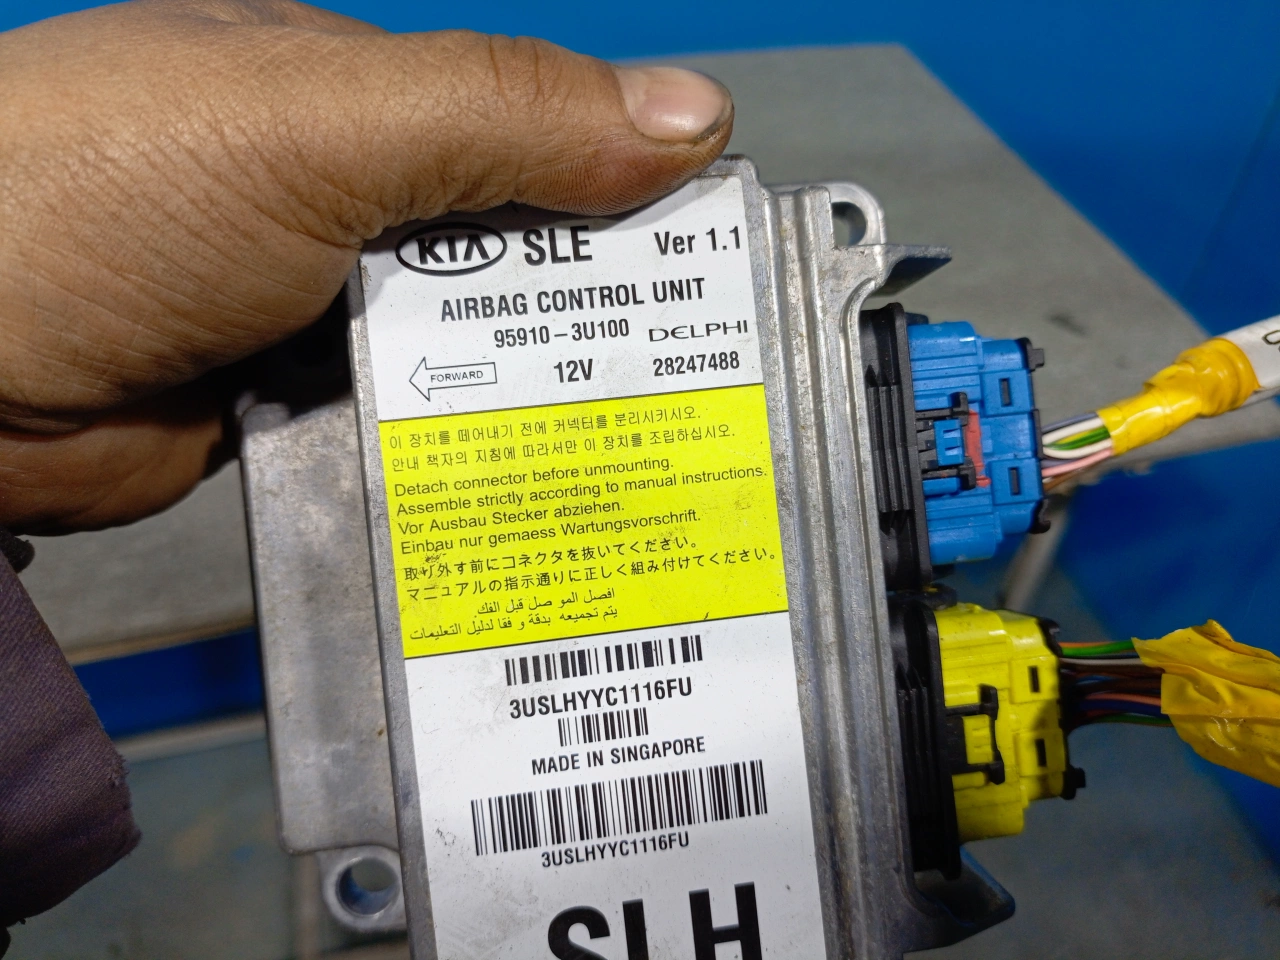 KIA SLE Ver 1.1
AIRBAG CONTROL UNIT
95910-3U100 DELPHI
FORWARD 12V 28247488
이 장치를 떼어내기 전에 커넥터를 분리시키시오.
안내 책자의 지침에 따라서만 이 장치를 조립하십시오.
Detach connector before unmounting.
Assemble strictly according to manual instructions.
Vor Ausbau Stecker abziehen.
Einbau nur gemaess Wartungsvorschrift.
取り外す前にコネクタを抜いてください。
マニュアルの指示通りに正しく組み付けてください。
افصل المو صل قبل الفك
يتم تجميعه بدقة و فقا لدليل التعليمات
3USLHYYC1116FU
MADE IN SINGAPORE
3USLHYYC1116FU
SLH